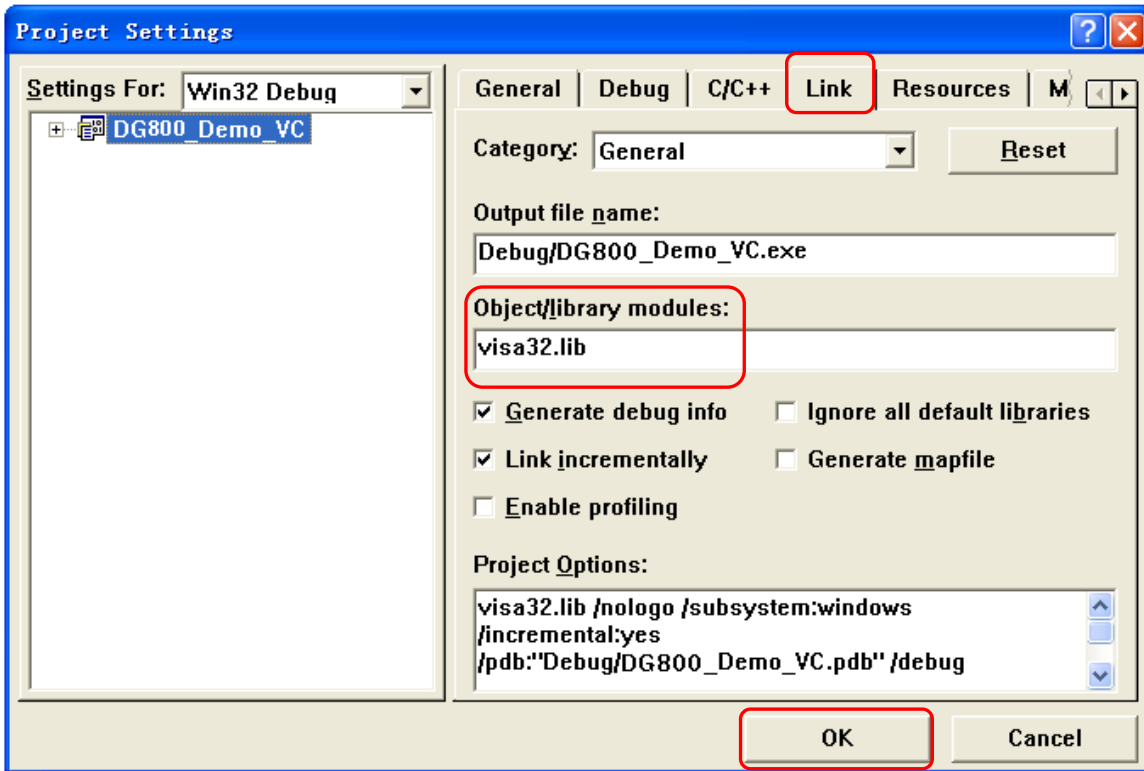 Project Settings
Settings For: Win32 Debug
DG800_Demo_VC
General Debug C/C++ Link Resources M
Category: General Reset
Output file name:
Debug/DG800_Demo_VC.exe
Object/library modules:
visa32.lib
Generate debug info Ignore all default libraries
Link incrementally Generate mapfile
Enable profiling
Project Options:
visa32.lib /nologo /subsystem:windows
/incremental:yes
/pdb:"Debug/DG800_Demo_VC.pdb" /debug
OK Cancel